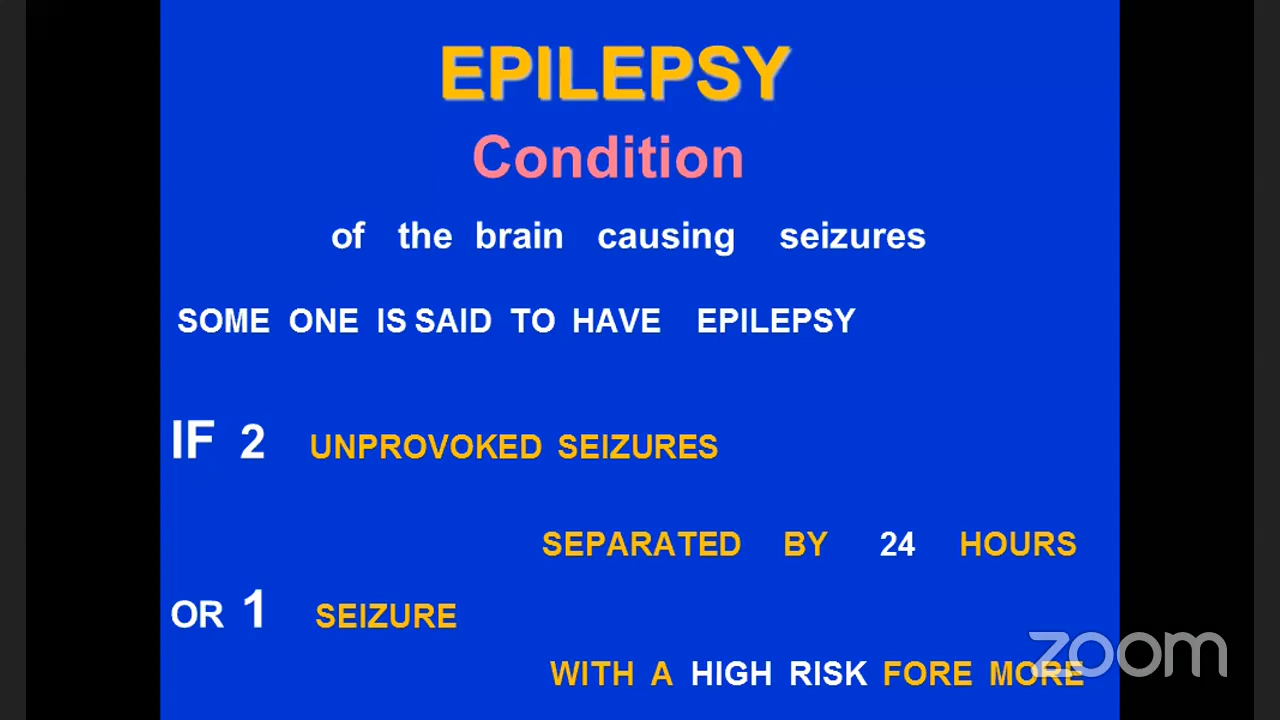 EPILEPSY
Condition
of the brain causing seizures
SOME ONE IS SAID TO HAVE EPILEPSY
IF 2 UNPROVOKED SEIZURES
SEPARATED BY 24 HOURS
OR 1 SEIZURE
WITH A HIGH RISK FORE MORE
zoom